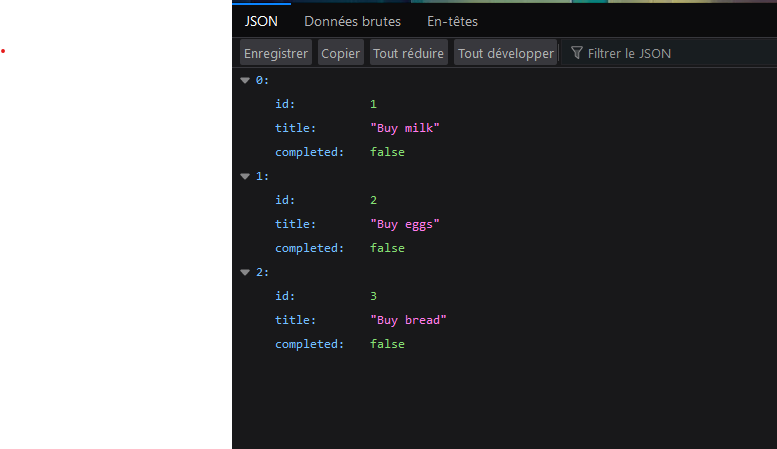 JSON Données brutes En-têtes
Enregistrer Copier Tout réduire Tout développer Filtrer le JSON
0:
id: 1
title: "Buy milk"
completed: false
1:
id: 2
title: "Buy eggs"
completed: false
2:
id: 3
title: "Buy bread"
completed: false